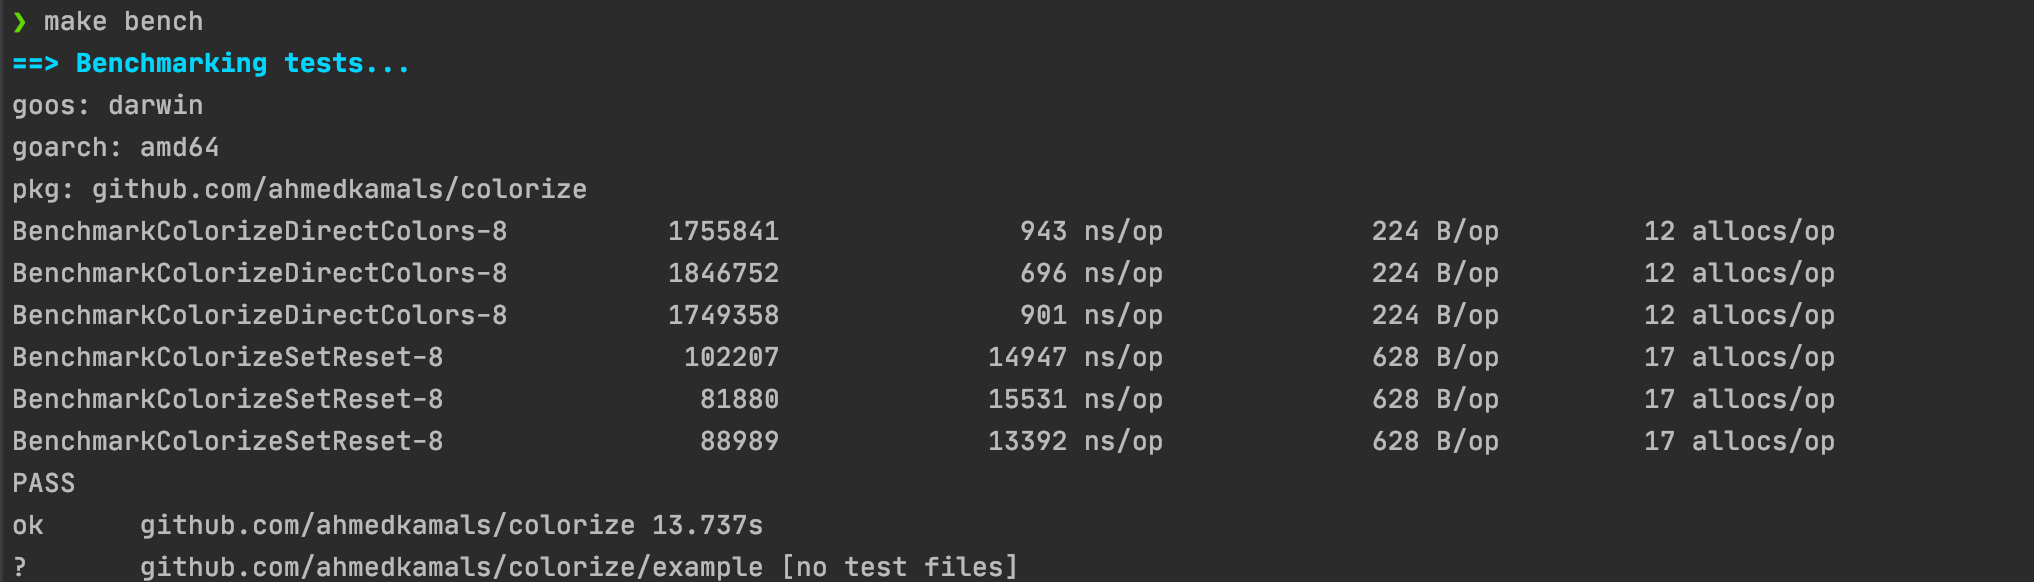 ❯ make bench
==> Benchmarking tests...
goos: darwin
goarch: amd64
pkg: github.com/ahmedkamals/colorize
BenchmarkColorizeDirectColors-8          1755841               943 ns/op             224 B/op         12 allocs/op
BenchmarkColorizeDirectColors-8          1846752               696 ns/op             224 B/op         12 allocs/op
BenchmarkColorizeDirectColors-8          1749358               901 ns/op             224 B/op         12 allocs/op
BenchmarkColorizeSetReset-8               102207             14947 ns/op             628 B/op         17 allocs/op
BenchmarkColorizeSetReset-8                81880             15531 ns/op             628 B/op         17 allocs/op
BenchmarkColorizeSetReset-8                88989             13392 ns/op             628 B/op         17 allocs/op
PASS
ok      github.com/ahmedkamals/colorize 13.737s
?       github.com/ahmedkamals/colorize/example [no test files]